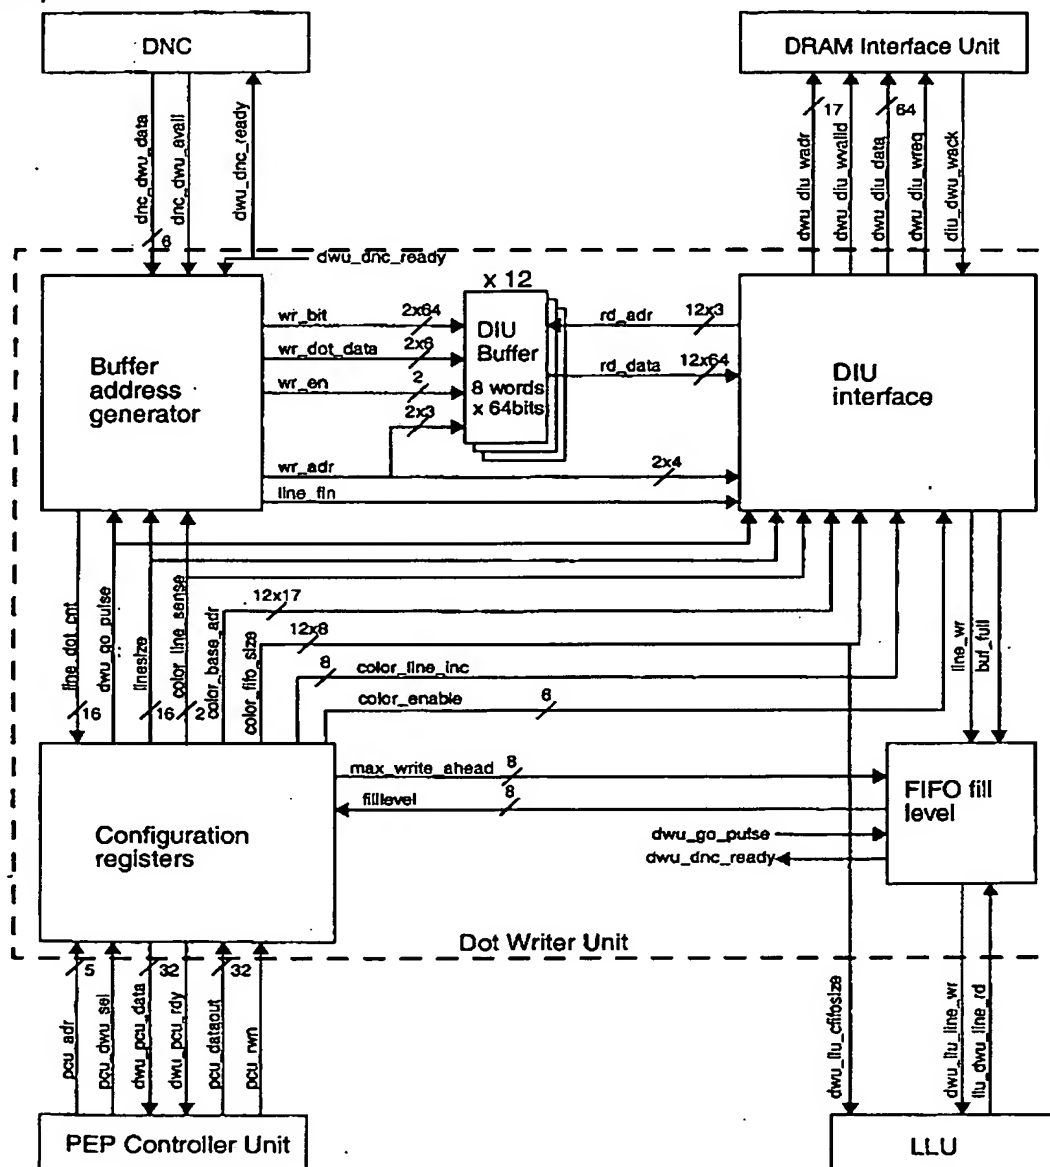 DNC
DRAM Interface Unit
dnc_dwu_data
dnc_dwu_avail
dwu_dnc_ready
6
17
64
dwu_diu_wadr
dwu_diu_wvalid
dwu_diu_data
dwu_diu_wreq
diu_dwu_wack
dwu_dnc_ready
x 12
Buffer
address
generator
wr_bit
2x64
wr_dot_data
2x6
wr_en
2
2x3
wr_adr
2x4
line_fin
DIU
Buffer
8 words
x 64bits
rd_adr
12x3
rd_data
12x64
DIU
interface
line_dot_cnt
16
dwu_go_pulse
linesize
16
color_line_sense
2
color_base_adr
12x17
color_fifo_size
12x8
8
color_line_inc
color_enable
6
line_wr
buf_full
Configuration
registers
max_write_ahead
8
filllevel
8
dwu_go_pulse
dwu_dnc_ready
FIFO fill
level
Dot Writer Unit
5
32
32
pcu_adr
pcu_dwu_sel
dwu_pcu_data
dwu_pcu_rdy
pcu_dataout
pcu_rwn
dwu_llu_cfifosize
dwu_llu_line_wr
llu_dwu_line_rd
PEP Controller Unit
LLU